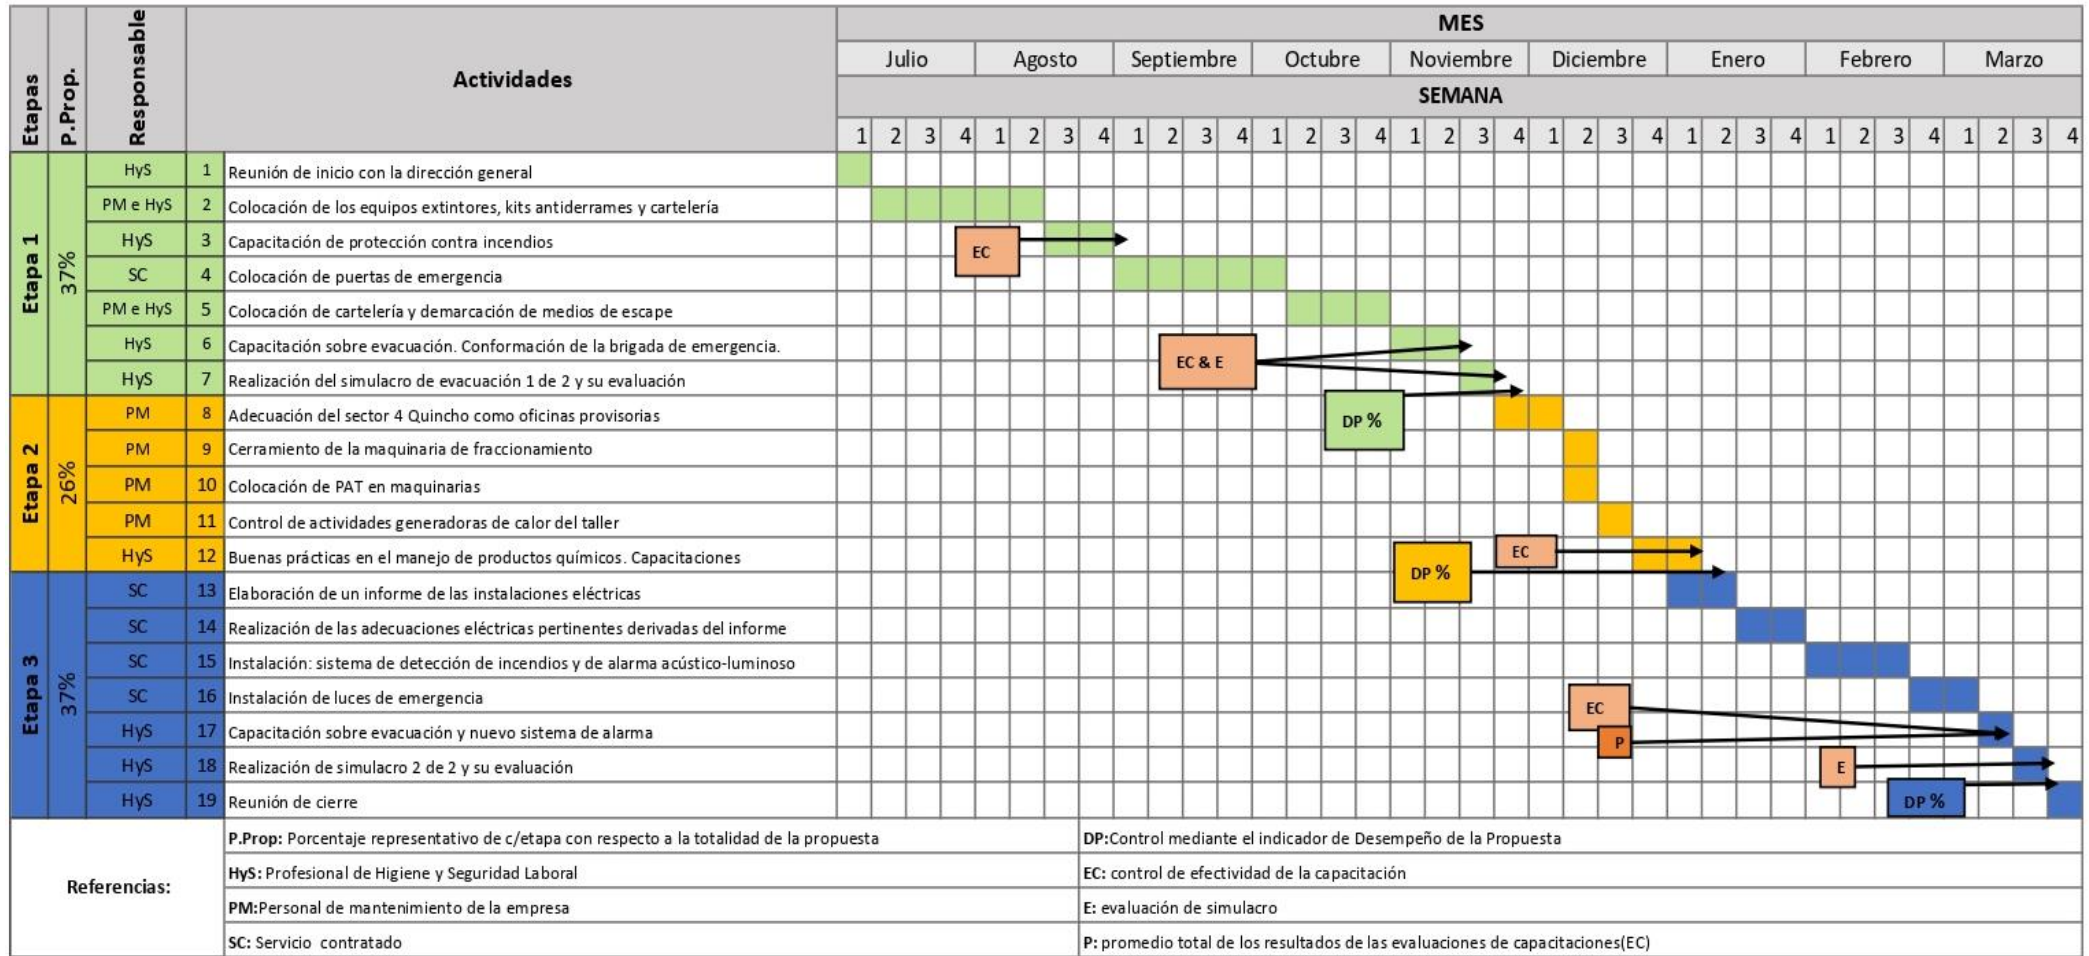 MES
Etapas P.Prop. Responsable Actividades Julio Agosto Septiembre Octubre Noviembre Diciembre Enero Febrero Marzo
SEMANA
1 2 3 4 1 2 3 4 1 2 3 4 1 2 3 4 1 2 3 4 1 2 3 4 1 2 3 4 1 2 3 4 1 2 3 4
Etapa 1
37%
HyS 1 Reunión de inicio con la dirección general
PM e HyS 2 Colocación de los equipos extintores, kits antiderrames y cartelería
HyS 3 Capacitación de protección contra incendios
EC
SC 4 Colocación de puertas de emergencia
PM e HyS 5 Colocación de cartelería y demarcación de medios de escape
HyS 6 Capacitación sobre evacuación. Conformación de la brigada de emergencia.
EC & E
HyS 7 Realización del simulacro de evacuación 1 de 2 y su evaluación
Etapa 2
26%
PM 8 Adecuación del sector 4 Quincho como oficinas provisorias
DP %
PM 9 Cerramiento de la maquinaria de fraccionamiento
PM 10 Colocación de PAT en maquinarias
PM 11 Control de actividades generadoras de calor del taller
HyS 12 Buenas prácticas en el manejo de productos químicos. Capacitaciones
EC
DP %
Etapa 3
37%
SC 13 Elaboración de un informe de las instalaciones eléctricas
SC 14 Realización de las adecuaciones eléctricas pertinentes derivadas del informe
SC 15 Instalación: sistema de detección de incendios y de alarma acústico-luminoso
SC 16 Instalación de luces de emergencia
EC
HyS 17 Capacitación sobre evacuación y nuevo sistema de alarma
P
HyS 18 Realización de simulacro 2 de 2 y su evaluación
E
HyS 19 Reunión de cierre
DP %
Referencias:
P.Prop: Porcentaje representativo de c/etapa con respecto a la totalidad de la propuesta
DP:Control mediante el indicador de Desempeño de la Propuesta
HyS: Profesional de Higiene y Seguridad Laboral
EC: control de efectividad de la capacitación
PM:Personal de mantenimiento de la empresa
E: evaluación de simulacro
SC: Servicio contratado
P: promedio total de los resultados de las evaluaciones de capacitaciones(EC)